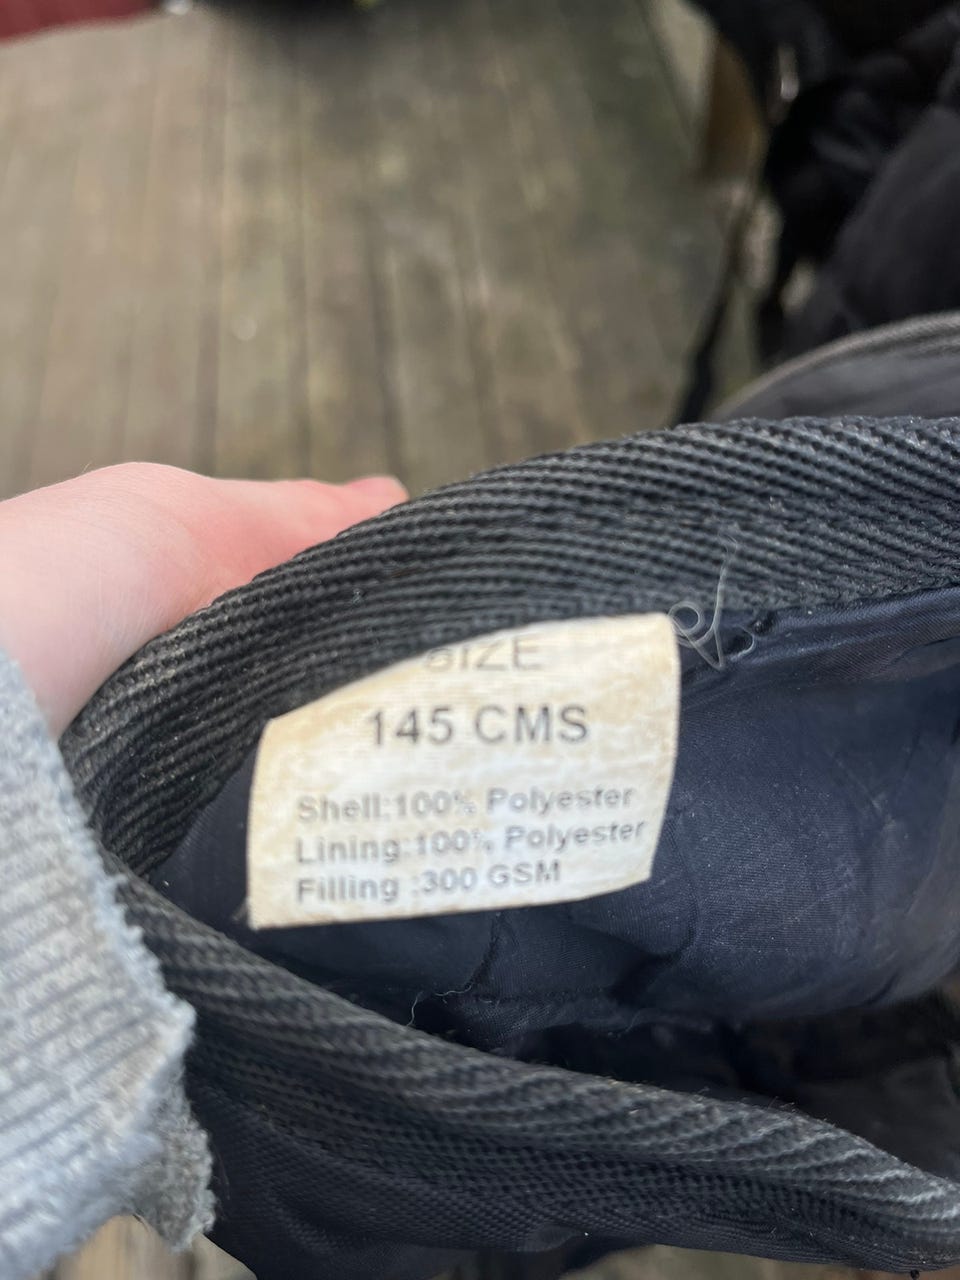 SIZE
145 CMS
Shell:100% Polyester
Lining:100% Polyester
Filling :300 GSM